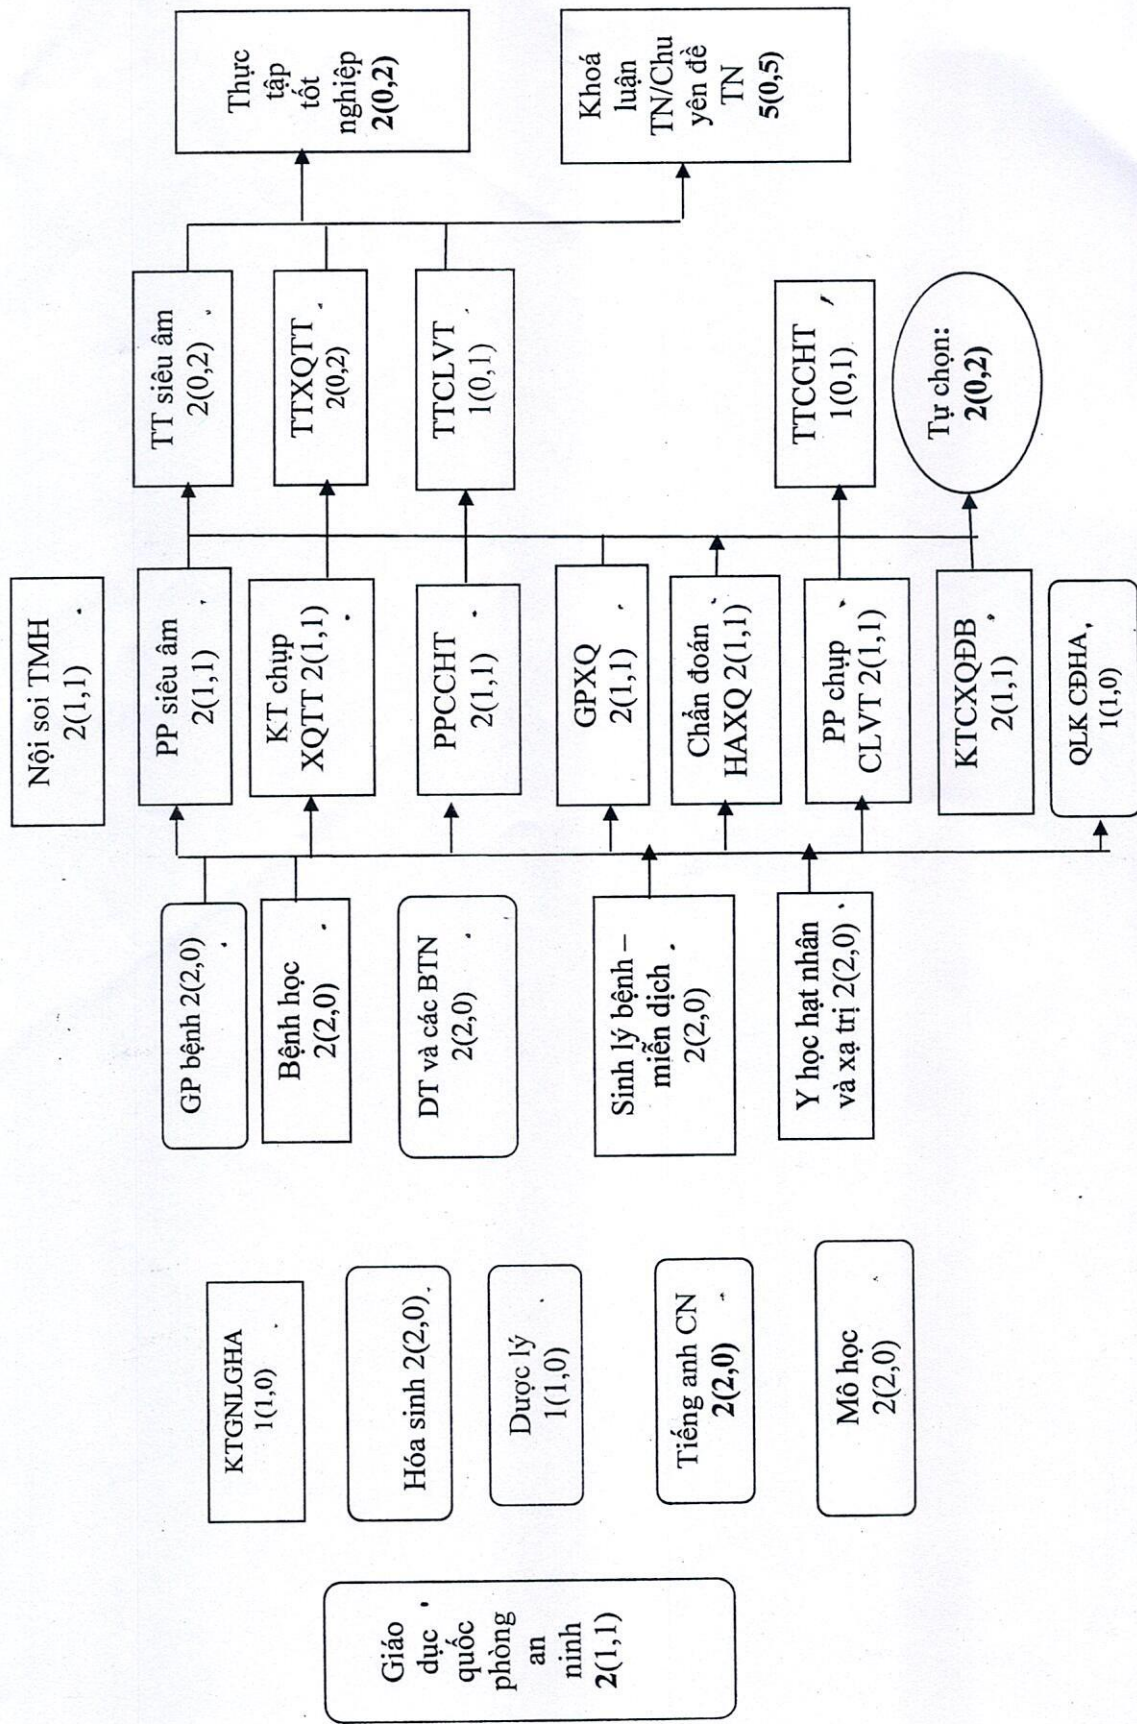 Giáo
dục
quốc
phòng
an
ninh
2(1,1)
KTGNLGHA
1(1,0)
Hóa sinh 2(2,0)
Dược lý
1(1,0)
Tiếng anh CN
2(2,0)
Mô học
2(2,0)
GP bệnh 2(2,0)
Bệnh học
2(2,0)
DT và các BTN
2(2,0)
Sinh lý bệnh –
miễn dịch
2(2,0)
Y học hạt nhân
và xạ trị 2(2,0)
Nội soi TMH
2(1,1)
PP siêu âm
2(1,1)
KT chụp
XQTT 2(1,1)
PPCCHT
2(1,1)
GPXQ
2(1,1)
Chẩn đoán
HAXQ 2(1,1)
PP chụp
CLVT 2(1,1)
KTCXQĐB
2(1,1)
QLK CĐHA
1(1,0)
TT siêu âm
2(0,2)
TTXQTT
2(0,2)
TTCLVT
1(0,1)
TTCCHT
1(0,1)
Tự chọn:
2(0,2)
Thực
tập
tốt
nghiệp
2(0,2)
Khoá
luận
TN/Chu
yên đề
TN
5(0,5)